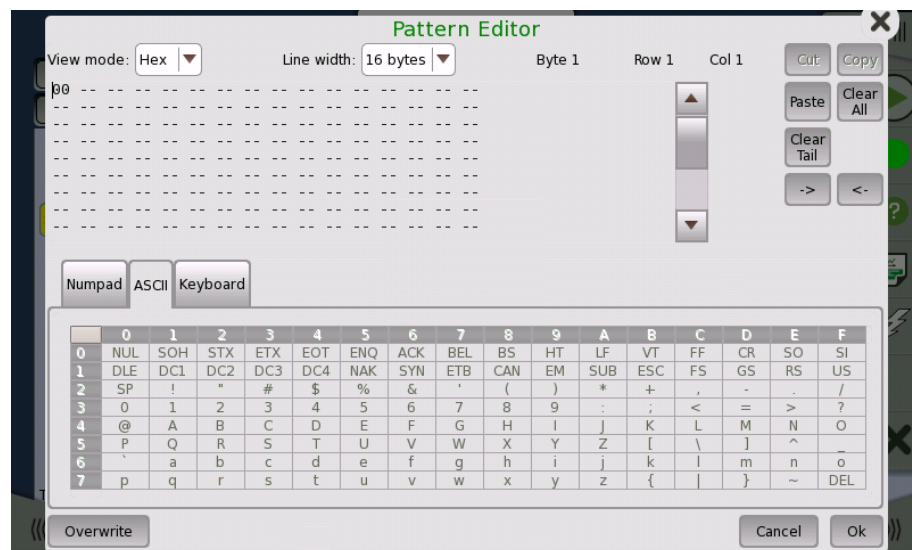 Pattern Editor
View mode: Hex Line width: 16 bytes Byte 1 Row 1 Col 1 Cut Copy
00 -- -- -- -- -- -- -- -- -- -- -- -- -- -- --
-- -- -- -- -- -- -- -- -- -- -- -- -- -- -- --
-- -- -- -- -- -- -- -- -- -- -- -- -- -- -- --
-- -- -- -- -- -- -- -- -- -- -- -- -- -- -- --
-- -- -- -- -- -- -- -- -- -- -- -- -- -- -- --
-- -- -- -- -- -- -- -- -- -- -- -- -- -- -- --
-- -- -- -- -- -- -- -- -- -- -- -- -- -- -- --
-- -- -- -- -- -- -- -- -- -- -- -- -- -- -- --
-- -- -- -- -- -- -- -- -- -- -- -- -- -- -- --
Paste Clear All
Clear Tail
-> <-
Numpad ASCII Keyboard
0 1 2 3 4 5 6 7 8 9 A B C D E F
0 NUL SOH STX ETX EOT ENQ ACK BEL BS HT LF VT FF CR SO SI
1 DLE DC1 DC2 DC3 DC4 NAK SYN ETB CAN EM SUB ESC FS GS RS US
2 SP ! " # $ % & ' ( ) * + , - . /
3 0 1 2 3 4 5 6 7 8 9 : ; < = > ?
4 @ A B C D E F G H I J K L M N O
5 P Q R S T U V W X Y Z [ \ ] ^ _
6 ` a b c d e f g h i j k l m n o
7 p q r s t u v w x y z { | } ~ DEL
Overwrite Cancel Ok